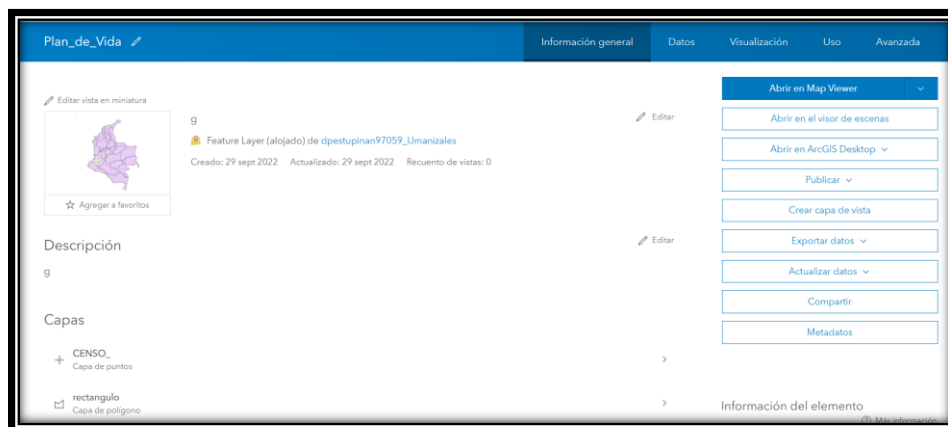 Plan_de_Vida
Información general
Datos
Visualización
Uso
Avanzada
Editar vista en miniatura
g
Editar
Feature Layer (alojado) de dpestupinan97059_Umanizales
Creado: 29 sept 2022 Actualizado: 29 sept 2022 Recuento de vistas: 0
Agregar a favoritos
Descripción
Editar
g
Capas
CENSO_
Capa de puntos
rectangulo
Capa de polígono
Abrir en Map Viewer
Abrir en el visor de escenas
Abrir en ArcGIS Desktop
Publicar
Crear capa de vista
Exportar datos
Actualizar datos
Compartir
Metadatos
Información del elemento
Más información